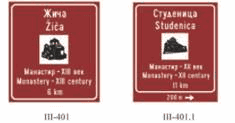 Жича
Žiča
Манастир - XIII век
Monastery - XIII century
6 km
III-401
Студеница
Studenica
Манастир - XII век
Monastery - XII century
11 km
200 m
III-401.1